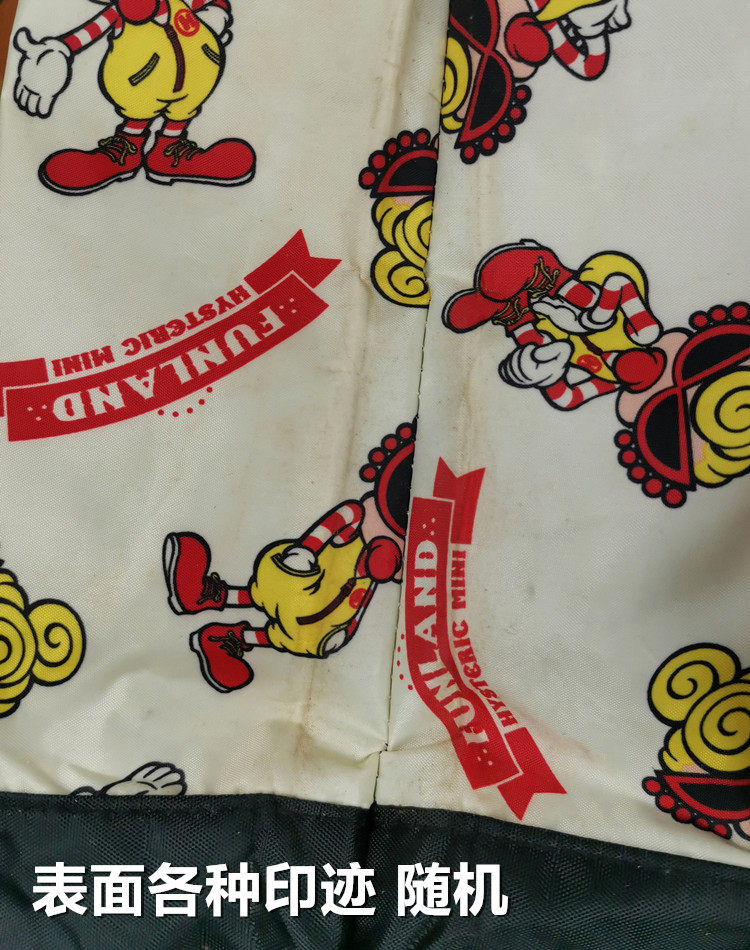 M
HYSTERIC MINI
FUNLAND
FUNLAND
HYSTERIC MINI
表面各种印迹 随机